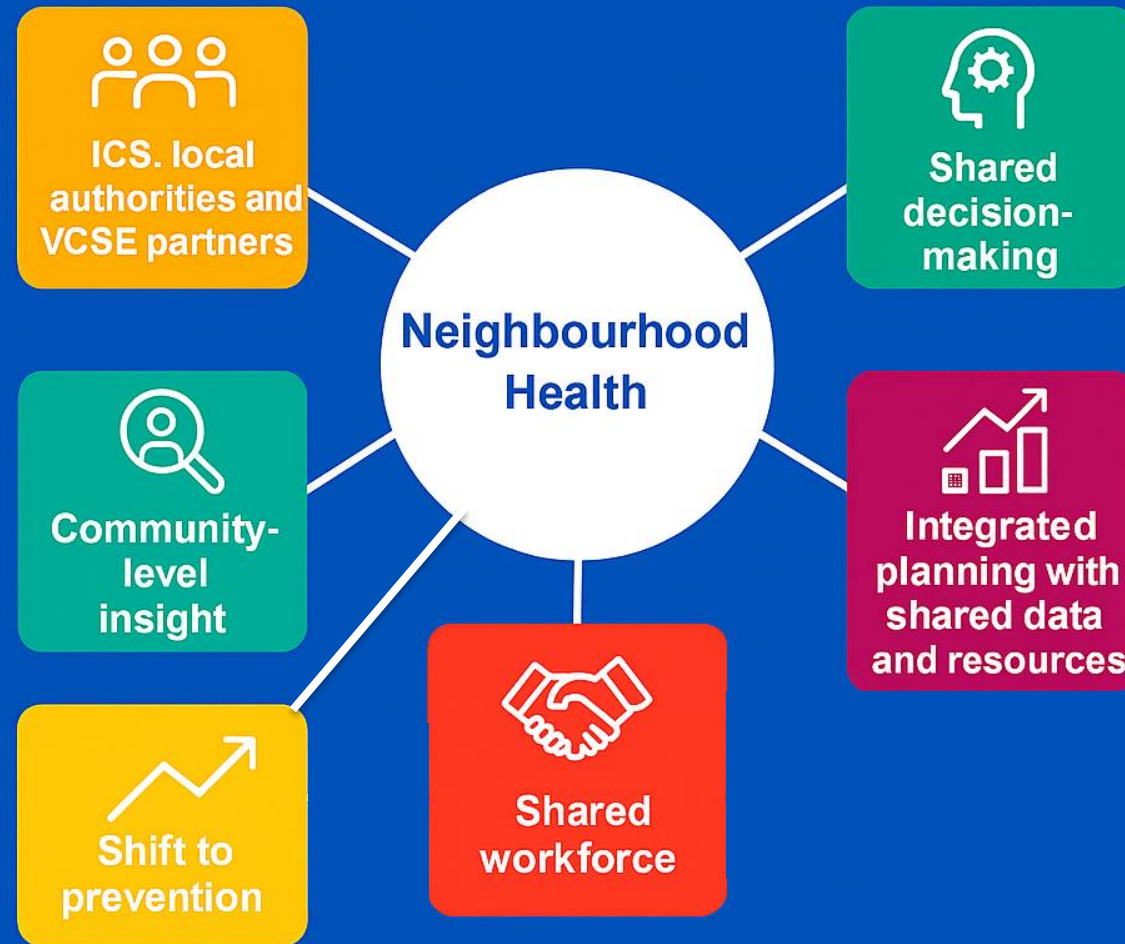 ICS. local
authorities and
VCSE partners
Shared
decision-
making
Neighbourhood
Health
Community-
level
insight
Integrated
planning with
shared data
and resources
Shift to
prevention
Shared
workforce